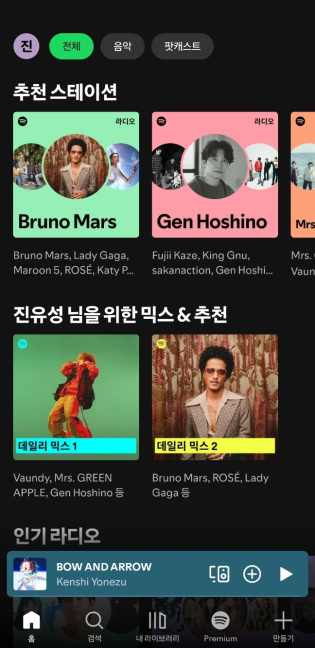 진
전체
음악
팟캐스트
추천 스테이션
라디오
Bruno Mars
라디오
Gen Hoshino
Mrs
Bruno Mars, Lady Gaga,
Maroon 5, ROSÉ, Katy P...
Fujii Kaze, King Gnu,
sakanaction, Gen Hoshi...
Mrs.
Vaun
진유성 님을 위한 믹스 & 추천
데일리 믹스 1
데일리 믹스 2
Vaundy, Mrs. GREEN
APPLE, Gen Hoshino 등
Bruno Mars, ROSÉ, Lady
Gaga 등
인기 라디오
BOW AND ARROW
Kenshi Yonezu
홈
검색
내 라이브러리
Premium
만들기